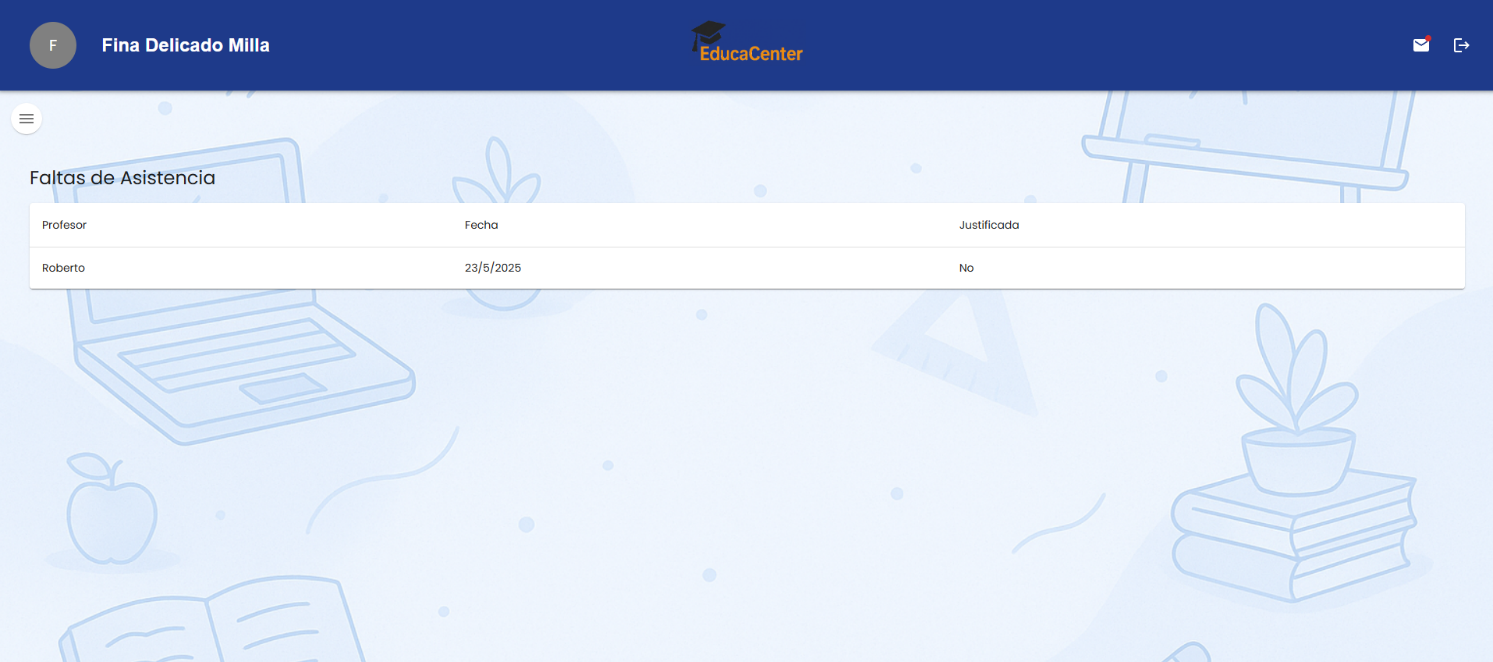 F
Fina Delicado Milla
EducaCenter
Faltas de Asistencia
Profesor Fecha Justificada
Roberto 23/5/2025 No